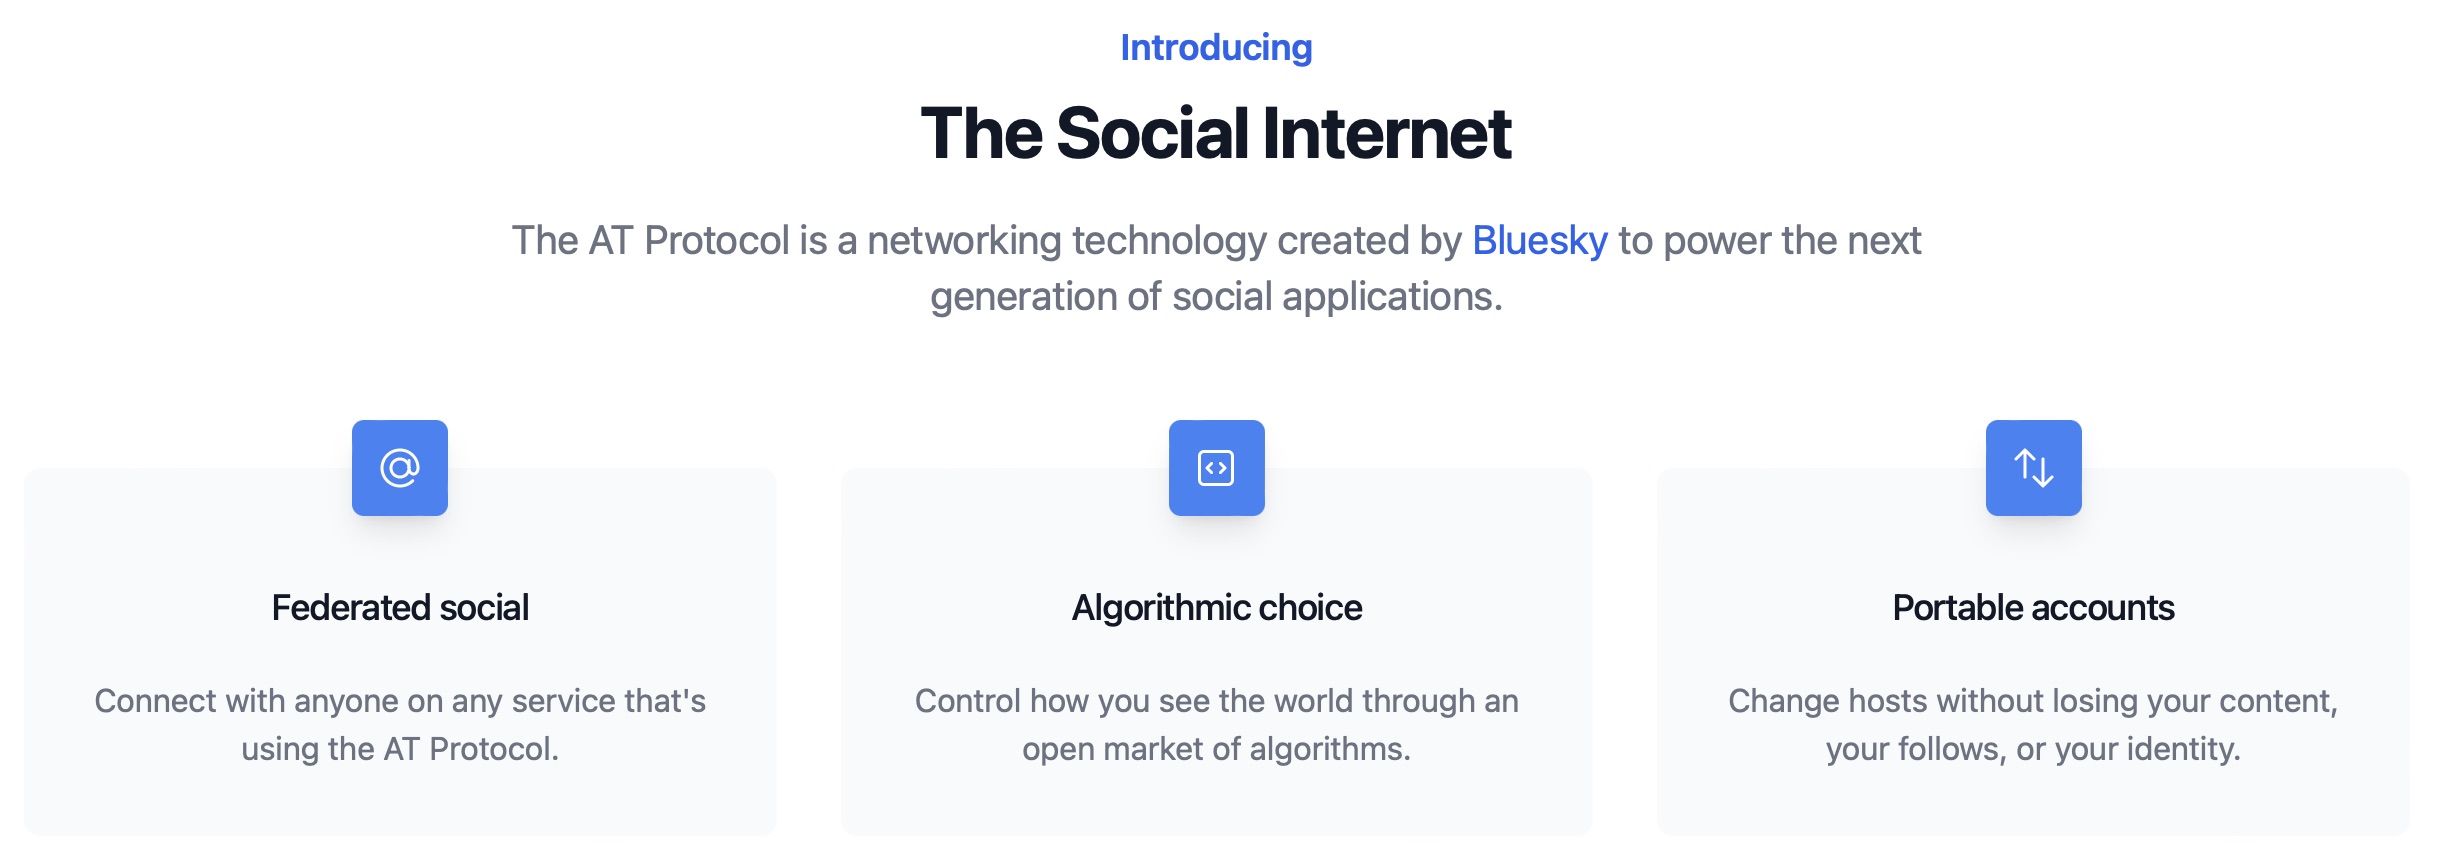 Introducing
The Social Internet
The AT Protocol is a networking technology created by Bluesky to power the next
generation of social applications.
Federated social
Connect with anyone on any service that's
using the AT Protocol.
Algorithmic choice
Control how you see the world through an
open market of algorithms.
Portable accounts
Change hosts without losing your content,
your follows, or your identity.